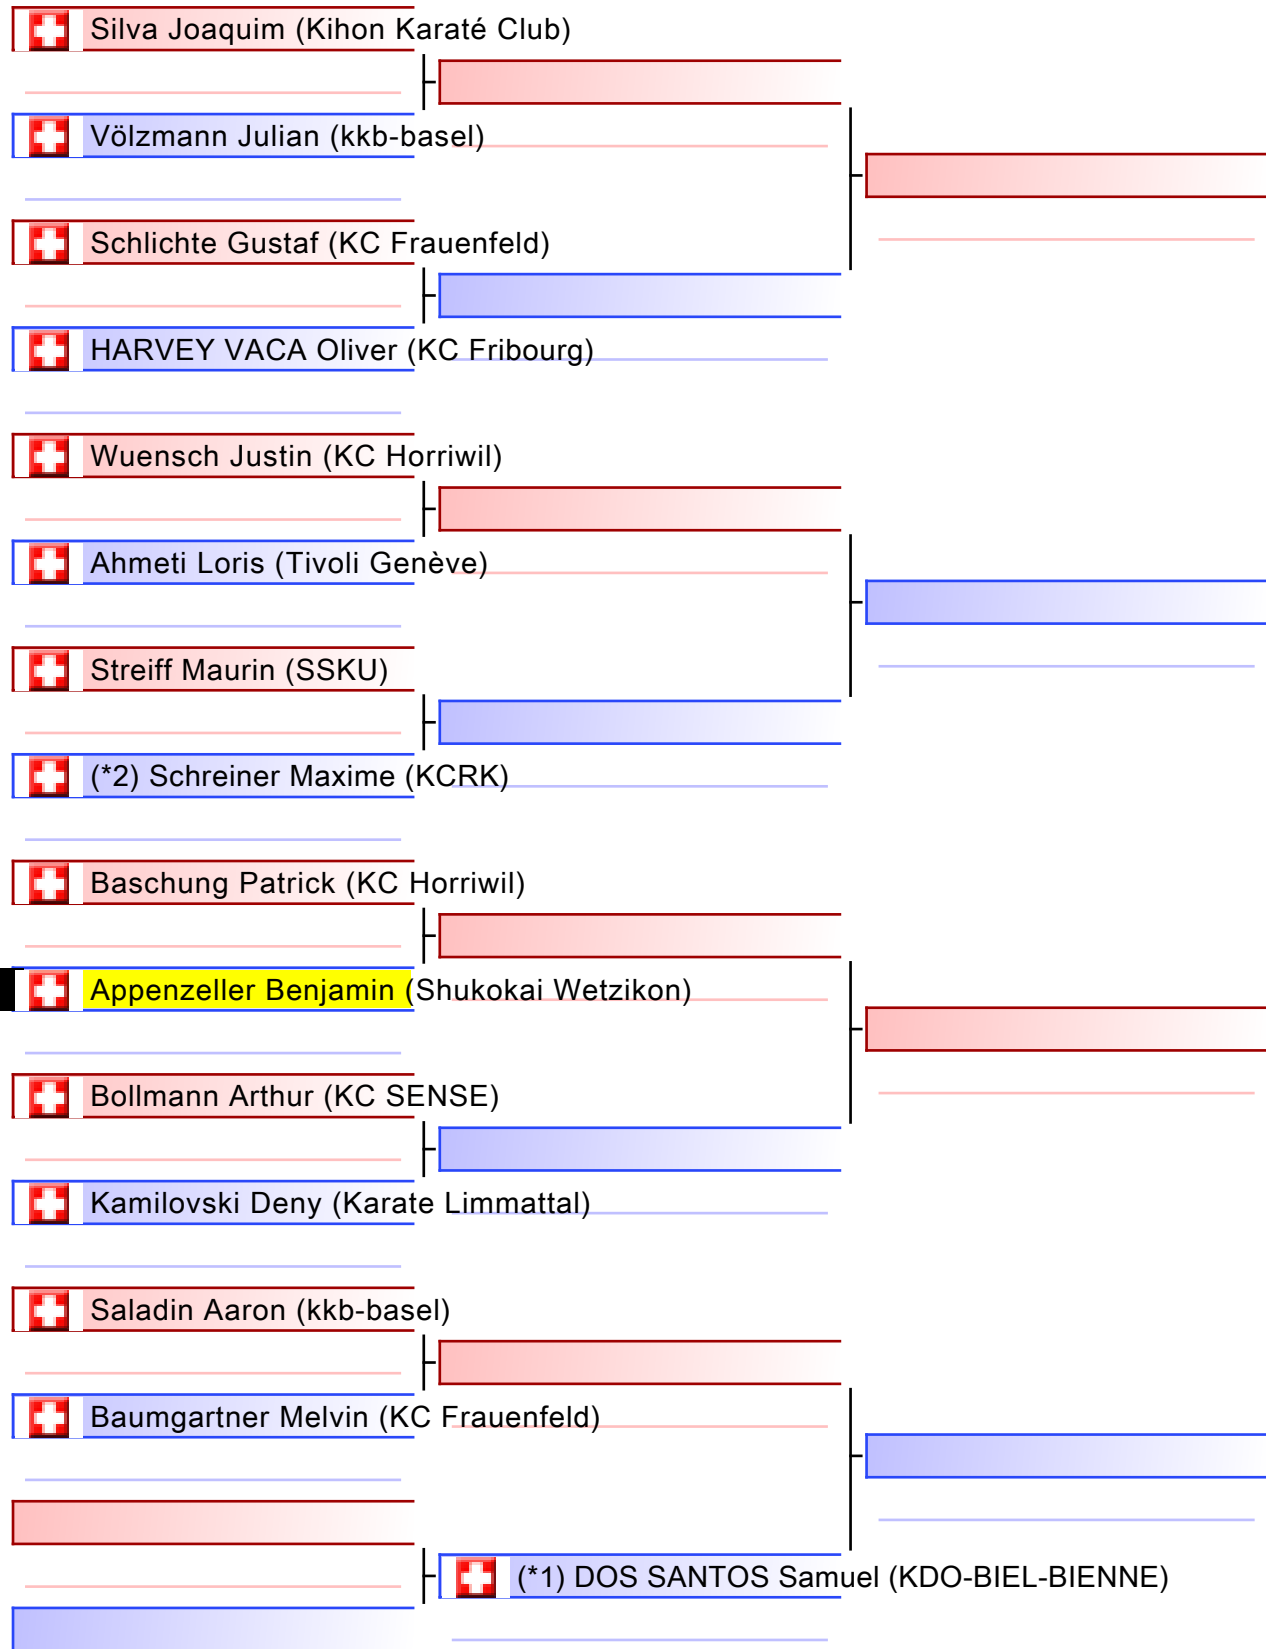 Silva Joaquim (Kihon Karaté Club)
Völzmann Julian (kkb-basel)
Schlichte Gustaf (KC Frauenfeld)
HARVEY VACA Oliver (KC Fribourg)
Wuensch Justin (KC Horriwil)
Ahmeti Loris (Tivoli Genève)
Streiff Maurin (SSKU)
(*2) Schreiner Maxime (KCRK)
Baschung Patrick (KC Horriwil)
Appenzeller Benjamin (Shukokai Wetzikon)
Bollmann Arthur (KC SENSE)
Kamilovski Deny (Karate Limmattal)
Saladin Aaron (kkb-basel)
Baumgartner Melvin (KC Frauenfeld)
(*1) DOS SANTOS Samuel (KDO-BIEL-BIENNE)